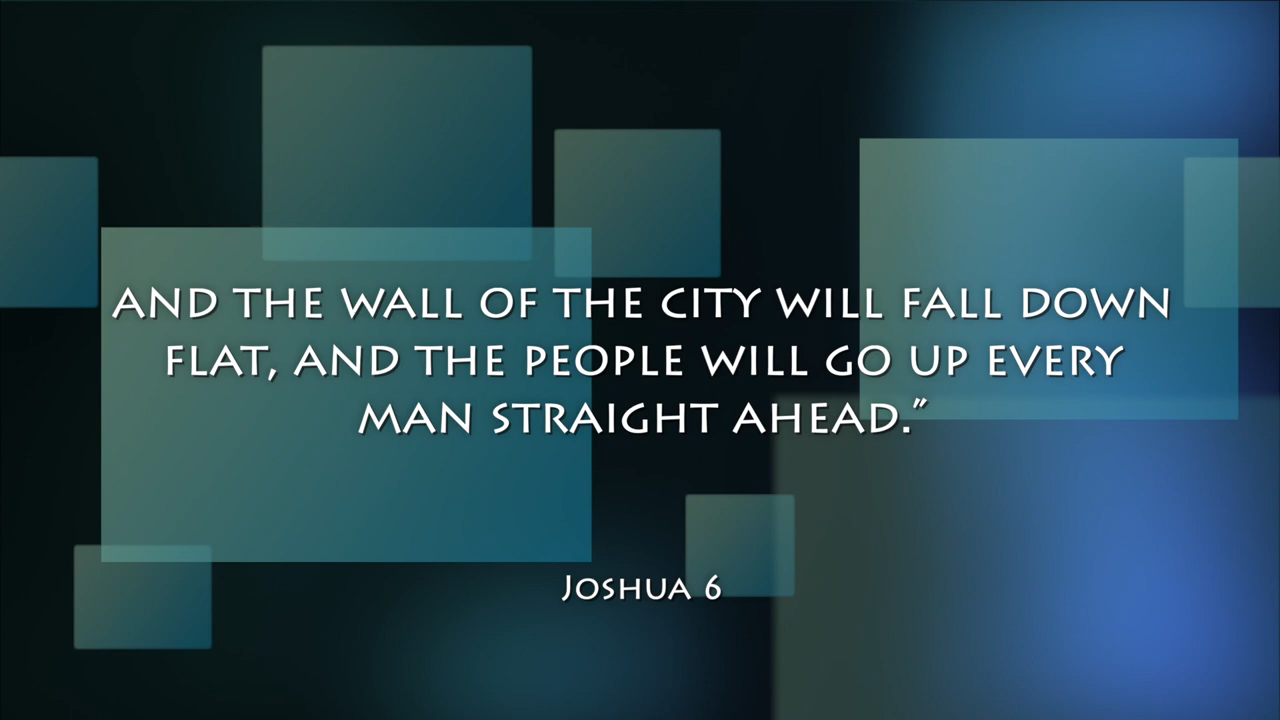 AND THE WALL OF THE CITY WILL FALL DOWN
FLAT, AND THE PEOPLE WILL GO UP EVERY
MAN STRAIGHT AHEAD.”
JOSHUA 6